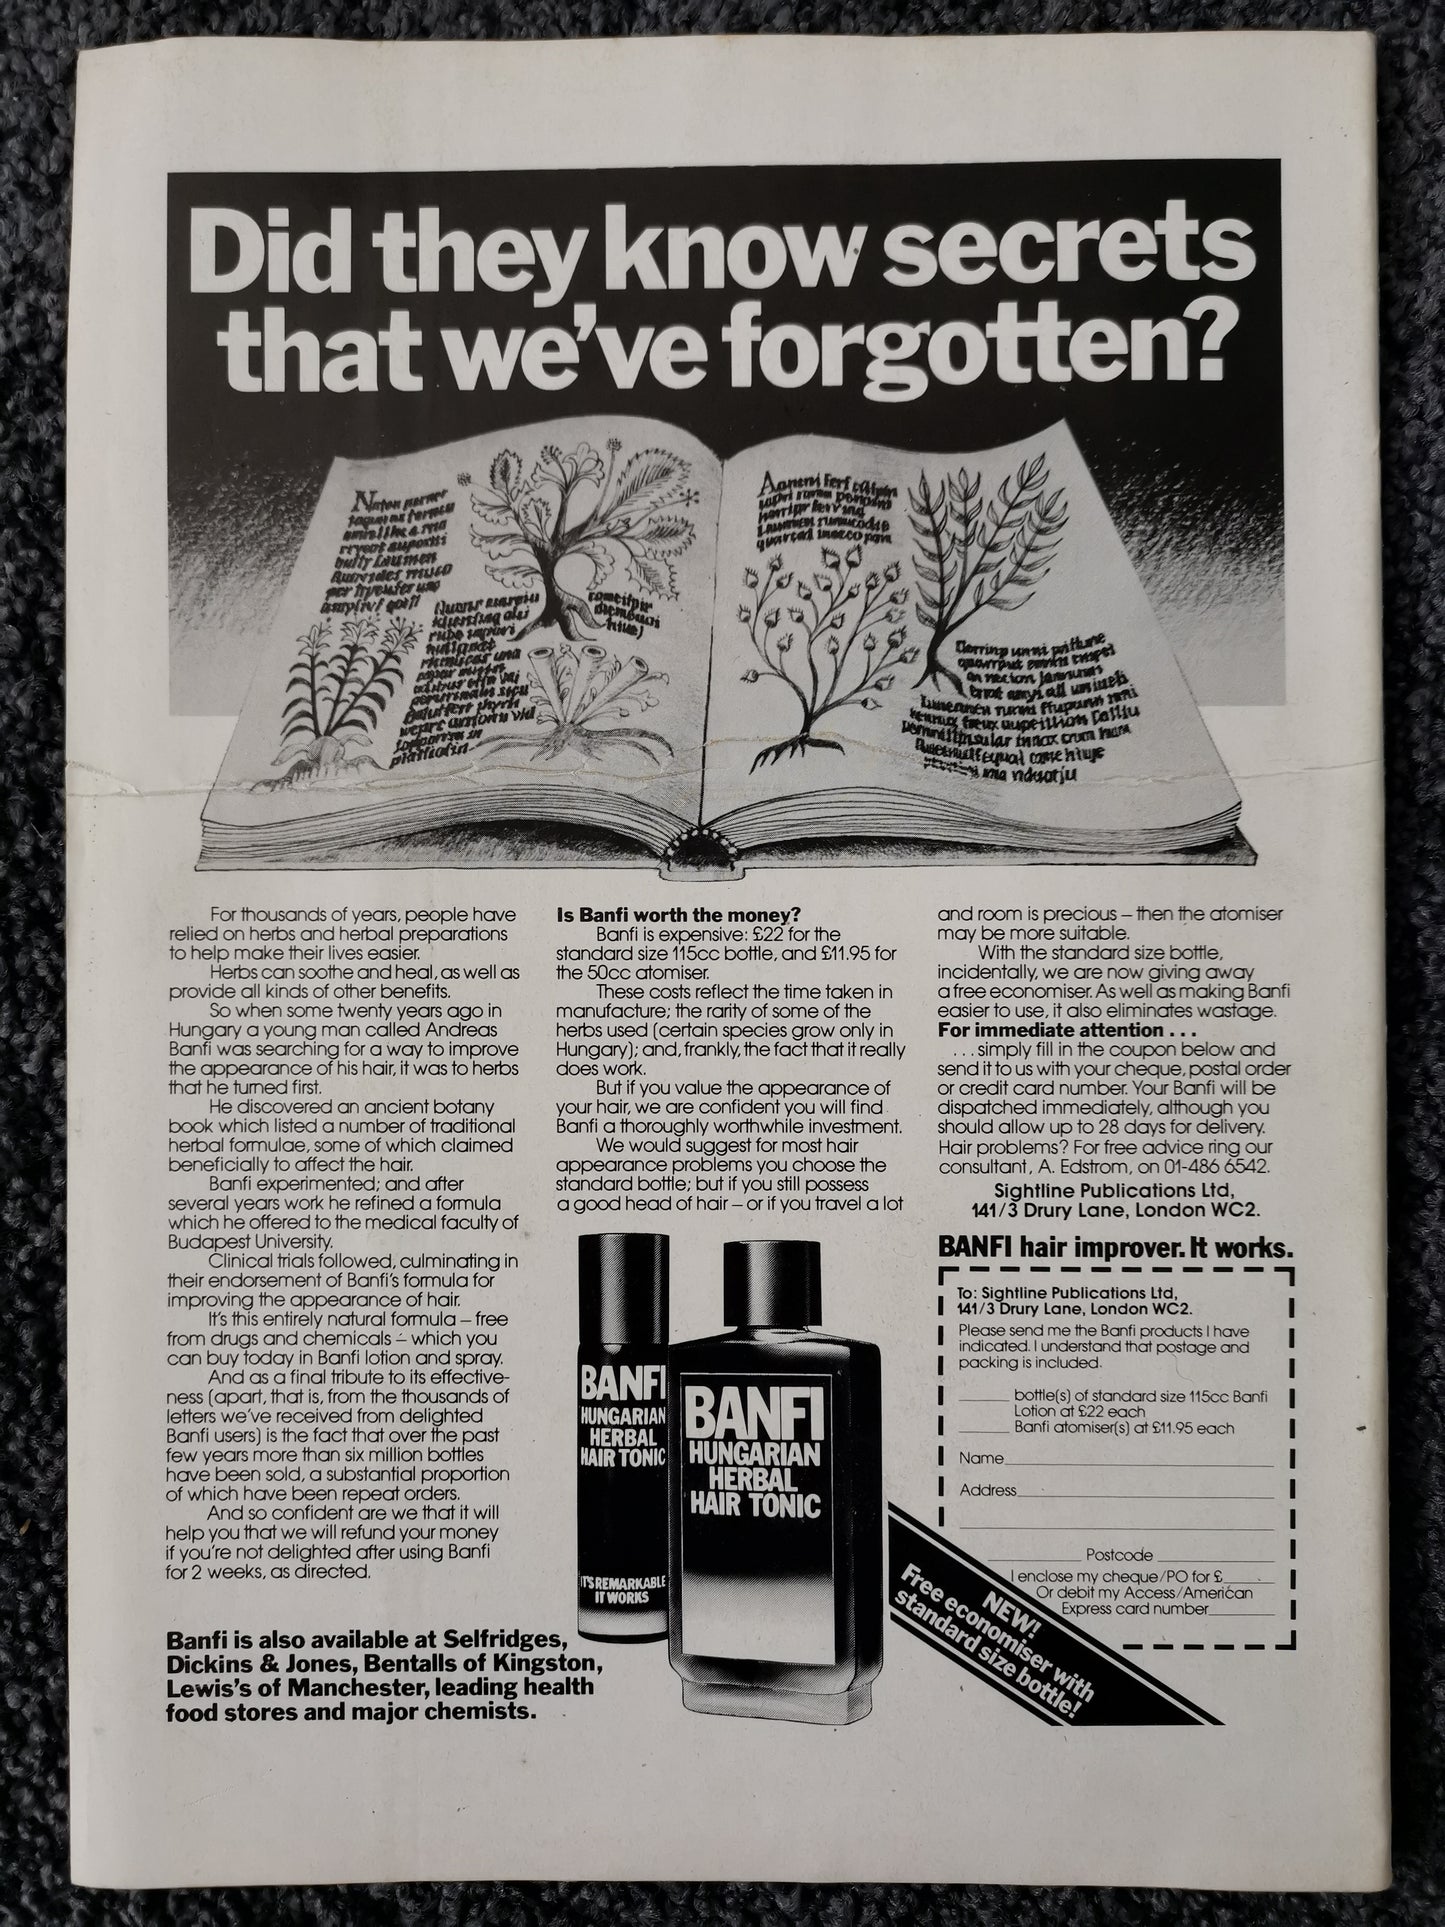 Did they know secrets
that we've forgotten?
For thousands of years, people have
relied on herbs and herbal preparations
to help make their lives easier.
Herbs can soothe and heal, as well as
provide all kinds of other benefits.
So when some twenty years ago in
Hungary a young man called Andreas
Banfi was searching for a way to improve
the appearance of his hair, it was to herbs
that he turned first.
He discovered an ancient botany
book which listed a number of traditional
herbal formulae, some of which claimed
beneficially to affect the hair.
Banfi experimented; and after
several years work he refined a formula
which he offered to the medical faculty of
Budapest University.
Clinical trials followed, culminating in
their endorsement of Banfi's formula for
improving the appearance of hair.
It's this entirely natural formula – free
from drugs and chemicals – which you
can buy today in Banfi lotion and spray.
And as a final tribute to its effective-
ness (apart, that is, from the thousands of
letters we've received from delighted
Banfi users) is the fact that over the past
few years more than six million bottles
have been sold, a substantial proportion
of which have been repeat orders.
And so confident are we that it will
help you that we will refund your money
if you're not delighted after using Banfi
for 2 weeks, as directed.
Banfi is also available at Selfridges,
Dickins & Jones, Bentalls of Kingston,
Lewis's of Manchester, leading health
food stores and major chemists.
Is Banfi worth the money?
Banfi is expensive: £22 for the
standard size 115cc bottle, and £11.95 for
the 50cc atomiser.
These costs reflect the time taken in
manufacture; the rarity of some of the
herbs used (certain species grow only in
Hungary); and, frankly, the fact that it really
does work.
But if you value the appearance of
your hair, we are confident you will find
Banfi a thoroughly worthwhile investment.
We would suggest for most hair
appearance problems you choose the
standard bottle; but if you still possess
a good head of hair – or if you travel a lot
BANFI
HUNGARIAN
HERBAL
HAIR TONIC
IT'S REMARKABLE
IT WORKS
BANFI
HUNGARIAN
HERBAL
HAIR TONIC
and room is precious – then the atomiser
may be more suitable.
With the standard size bottle,
incidentally, we are now giving away
a free economiser. As well as making Banfi
easier to use, it also eliminates wastage.
For immediate attention . . .
. . . simply fill in the coupon below and
send it to us with your cheque, postal order
or credit card number. Your Banfi will be
dispatched immediately, although you
should allow up to 28 days for delivery.
Hair problems? For free advice ring our
consultant, A. Edstrom, on 01-486 6542.
Sightline Publications Ltd,
141/3 Drury Lane, London WC2.
BANFI hair improver. It works.
To: Sightline Publications Ltd,
141/3 Drury Lane, London WC2.
Please send me the Banfi products I have
indicated. I understand that postage and
packing is included.
bottle(s) of standard size 115cc Banfi
Lotion at £22 each
Banfi atomiser(s) at £11.95 each
Name
Address
Postcode
I enclose my cheque/PO for £
Or debit my Access/American
Express card number
NEW!
Free economiser with
standard size bottle!